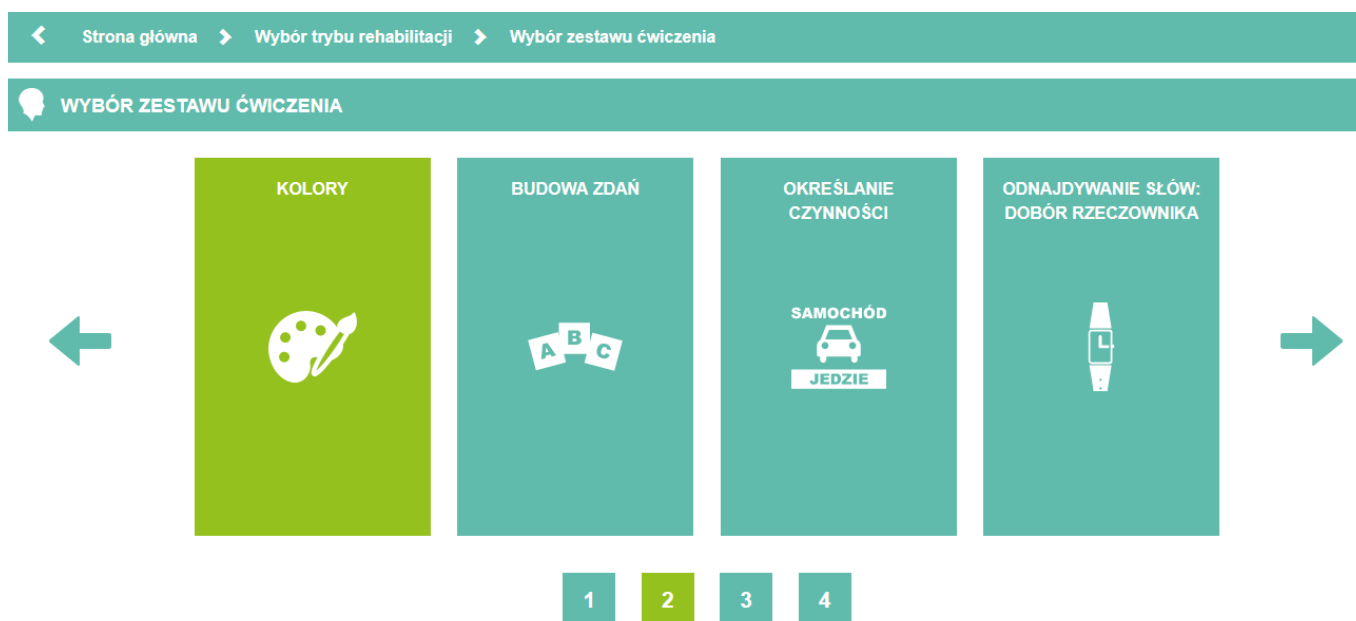 Strona główna Wybór trybu rehabilitacji Wybór zestawu ćwiczenia
WYBÓR ZESTAWU ĆWICZENIA
KOLORY
BUDOWA ZDAŃ
A B C
OKREŚLANIE
CZYNNOŚCI
SAMOCHÓD
JEDZIE
ODNAJDYWANIE SŁÓW:
DOBÓR RZECZOWNIKA
1 2 3 4